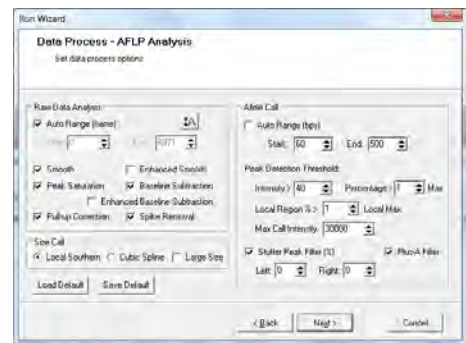 Run Wizard
Data Process - AFLP Analysis
Set data process options
Raw Data Analysis
Auto Range (frame)
0
Smooth
Enhanced Smooth
Peak Saturation
Baseline Subtraction
Enhanced Baseline Subtraction
Pull-up Correction
Spike Removal
Size Call
Local Southern
Cubic Spline
Large Size
Load Default
Save Default
Allele Call
Auto Range (bps)
Start: 60 End: 500
Peak Detection Threshold:
Intensity > 40 Percentage > 1 Max
Local Region % > 1 Local Max
Max Call Intensity: 30000
Stutter Peak Filter (%)
Plus-A Filter
Left: 0 Right: 0
< Back
Next >
Cancel